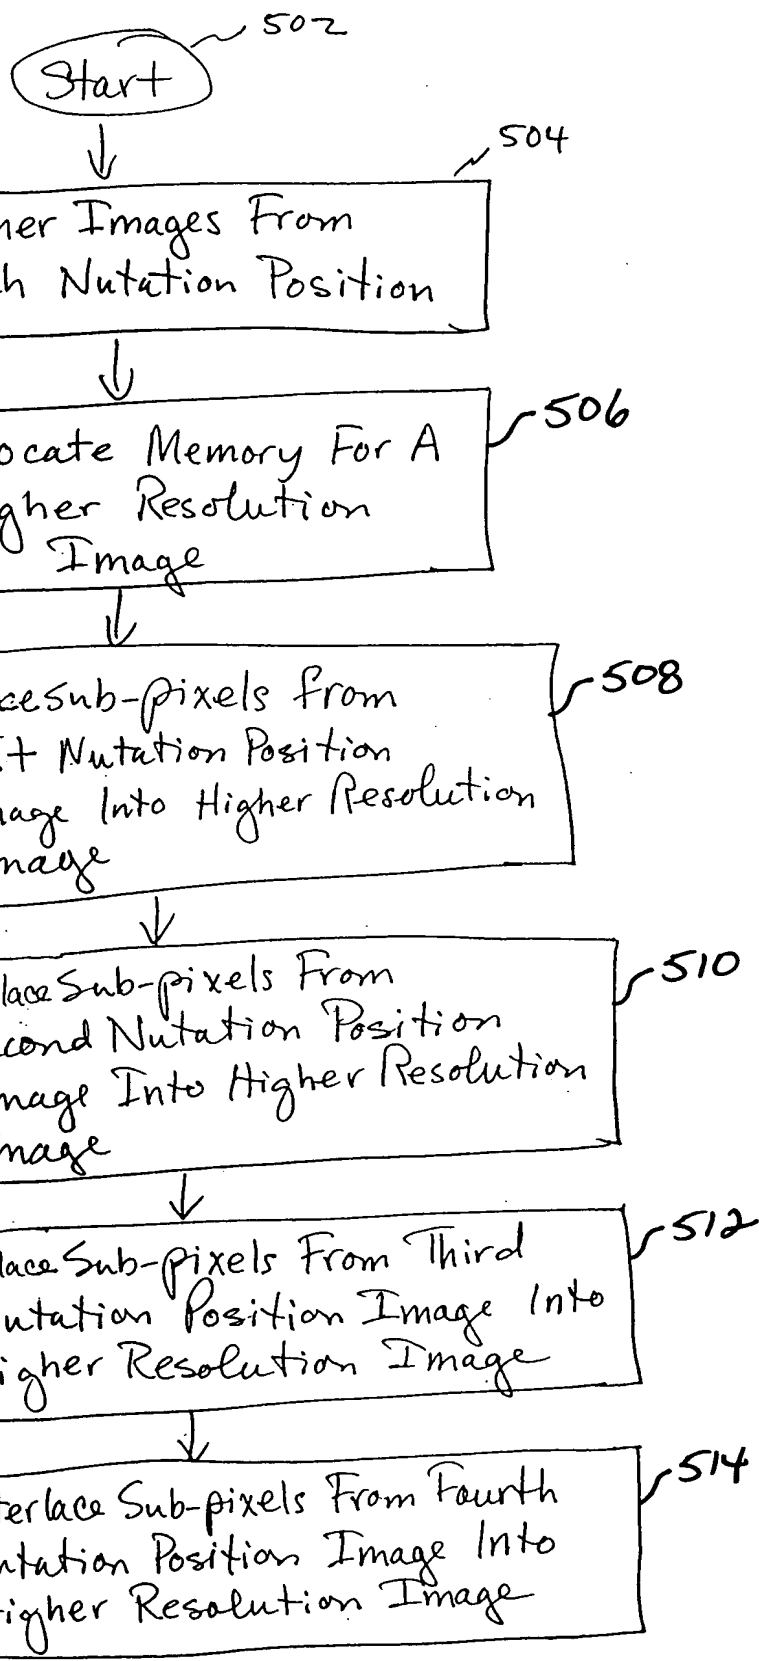 502
Start
504
ner Images From
h Nutation Position
506
ocate Memory For A
gher Resolution
Image
508
ce Sub-pixels from
t Nutation Position
age Into Higher Resolution
mage
510
lace Sub-pixels From
cond Nutation Position
mage Into Higher Resolution
mage
512
lace Sub-pixels From Third
utation Position Image Into
igher Resolution Image
514
terlace Sub-pixels From Fourth
utation Position Image Into
igher Resolution Image